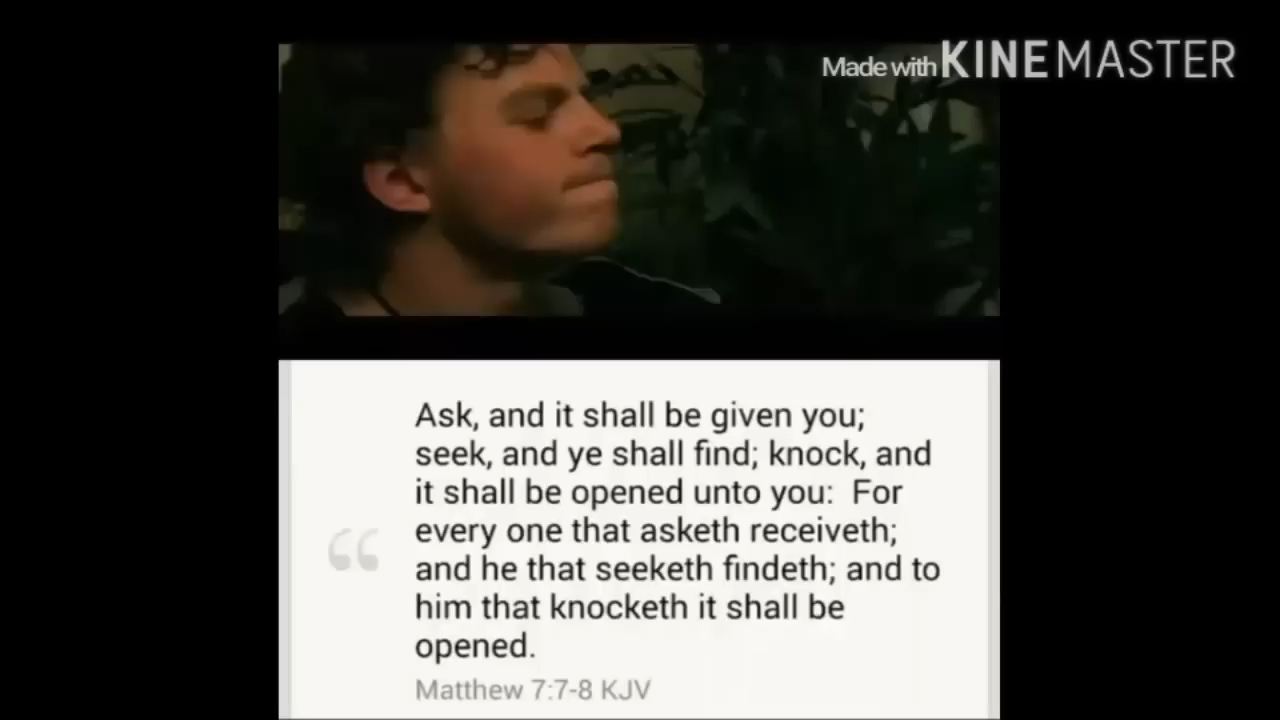 Made with KINEMASTER
Ask, and it shall be given you;
seek, and ye shall find; knock, and
it shall be opened unto you:  For
every one that asketh receiveth;
and he that seeketh findeth; and to
him that knocketh it shall be
opened.
Matthew 7:7-8 KJV